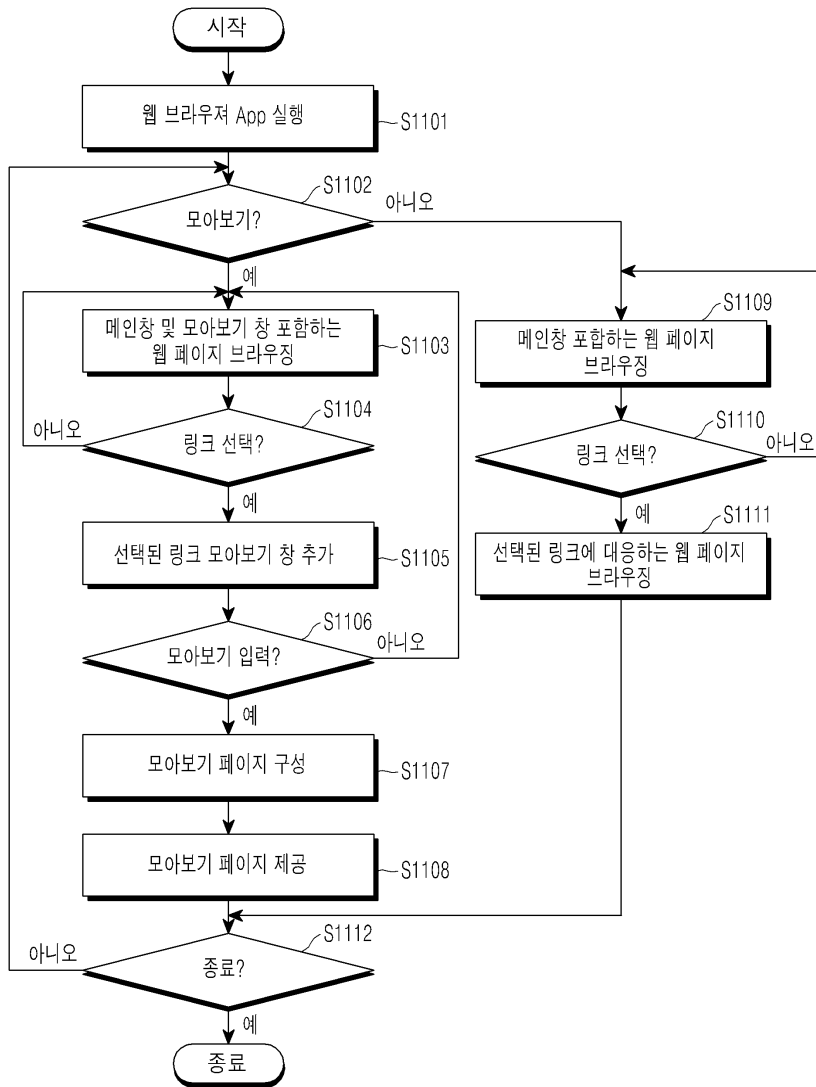 시작
웹 브라우져 App 실행
S1101
S1102
모아보기?
아니오
예
메인창 및 모아보기 창 포함하는
웹 페이지 브라우징
S1103
S1104
아니오
링크 선택?
예
선택된 링크 모아보기 창 추가
S1105
S1106
모아보기 입력?
아니오
예
모아보기 페이지 구성
S1107
모아보기 페이지 제공
S1108
S1109
메인창 포합하는 웹 페이지
브라우징
S1110
링크 선택?
아니오
예
S1111
선택된 링크에 대응하는 웹 페이지
브라우징
S1112
아니오
종료?
예
종료